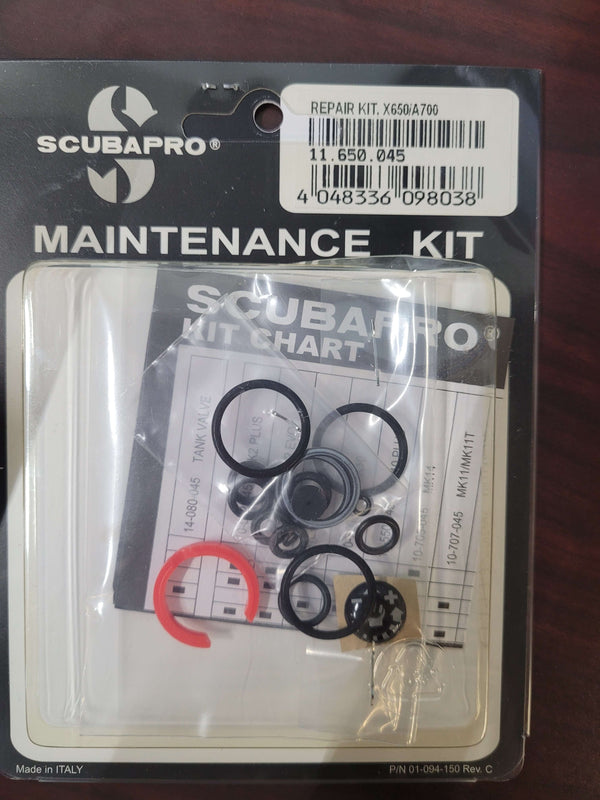 REPAIR KIT. X650/A700
11.650.045
4 048336 098038
SCUBAPRO®
MAINTENANCE KIT
SCUBAPRO®
KIT CHART
14-080-045 TANK VALVE
PLUS
MK14
10-707-045 MK11/MK11T
Made in ITALY
P/N 01-094-150 Rev. C